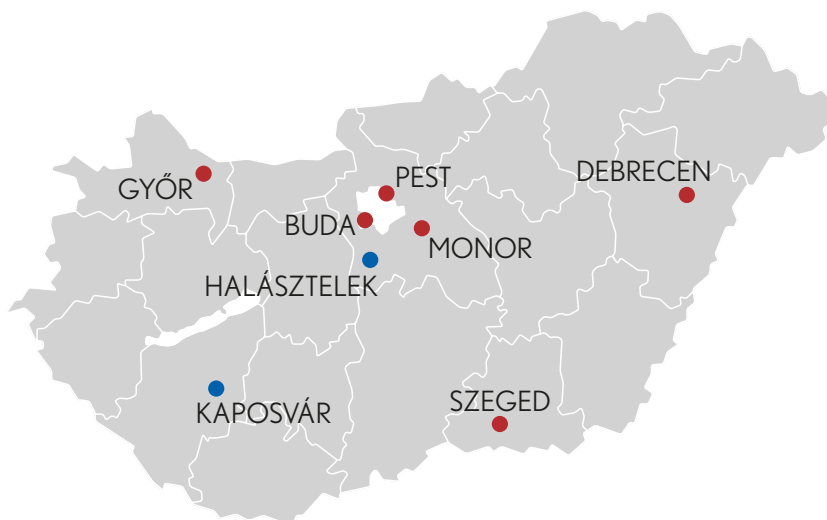 PEST
DEBRECEN
GYŐR
BUDA
MONOR
HALÁSZTELEK
SZEGED
KAPOSVÁR